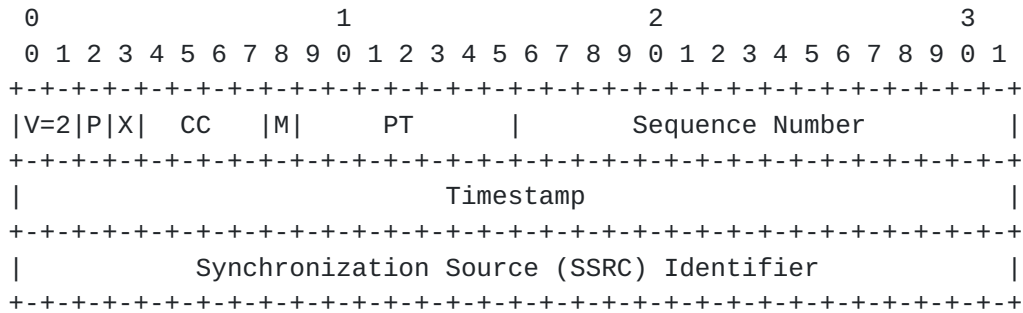 0                   1                   2                   3
 0 1 2 3 4 5 6 7 8 9 0 1 2 3 4 5 6 7 8 9 0 1 2 3 4 5 6 7 8 9 0 1
+-+-+-+-+-+-+-+-+-+-+-+-+-+-+-+-+-+-+-+-+-+-+-+-+-+-+-+-+-+-+-+-+
|V=2|P|X|  CC   |M|     PT      |       Sequence Number         |
+-+-+-+-+-+-+-+-+-+-+-+-+-+-+-+-+-+-+-+-+-+-+-+-+-+-+-+-+-+-+-+-+
|                           Timestamp                           |
+-+-+-+-+-+-+-+-+-+-+-+-+-+-+-+-+-+-+-+-+-+-+-+-+-+-+-+-+-+-+-+-+
|           Synchronization Source (SSRC) Identifier            |
+-+-+-+-+-+-+-+-+-+-+-+-+-+-+-+-+-+-+-+-+-+-+-+-+-+-+-+-+-+-+-+-+